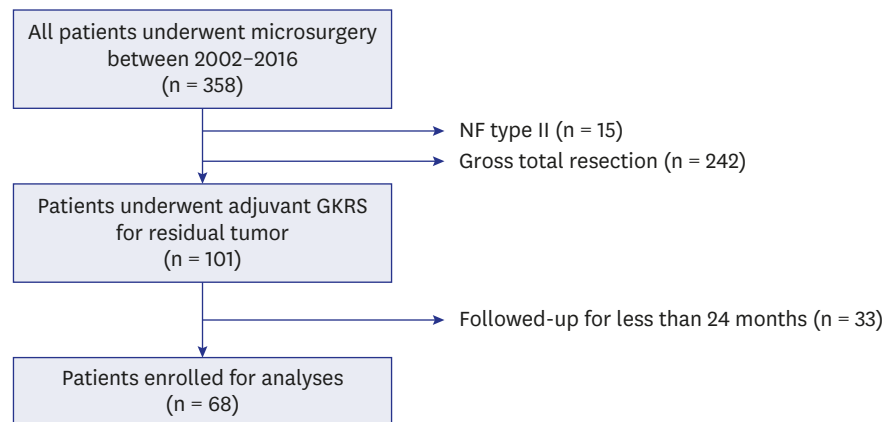 All patients underwent microsurgery
between 2002–2016
(n = 358)
NF type II (n = 15)
Gross total resection (n = 242)
Patients underwent adjuvant GKRS
for residual tumor
(n = 101)
Followed-up for less than 24 months (n = 33)
Patients enrolled for analyses
(n = 68)